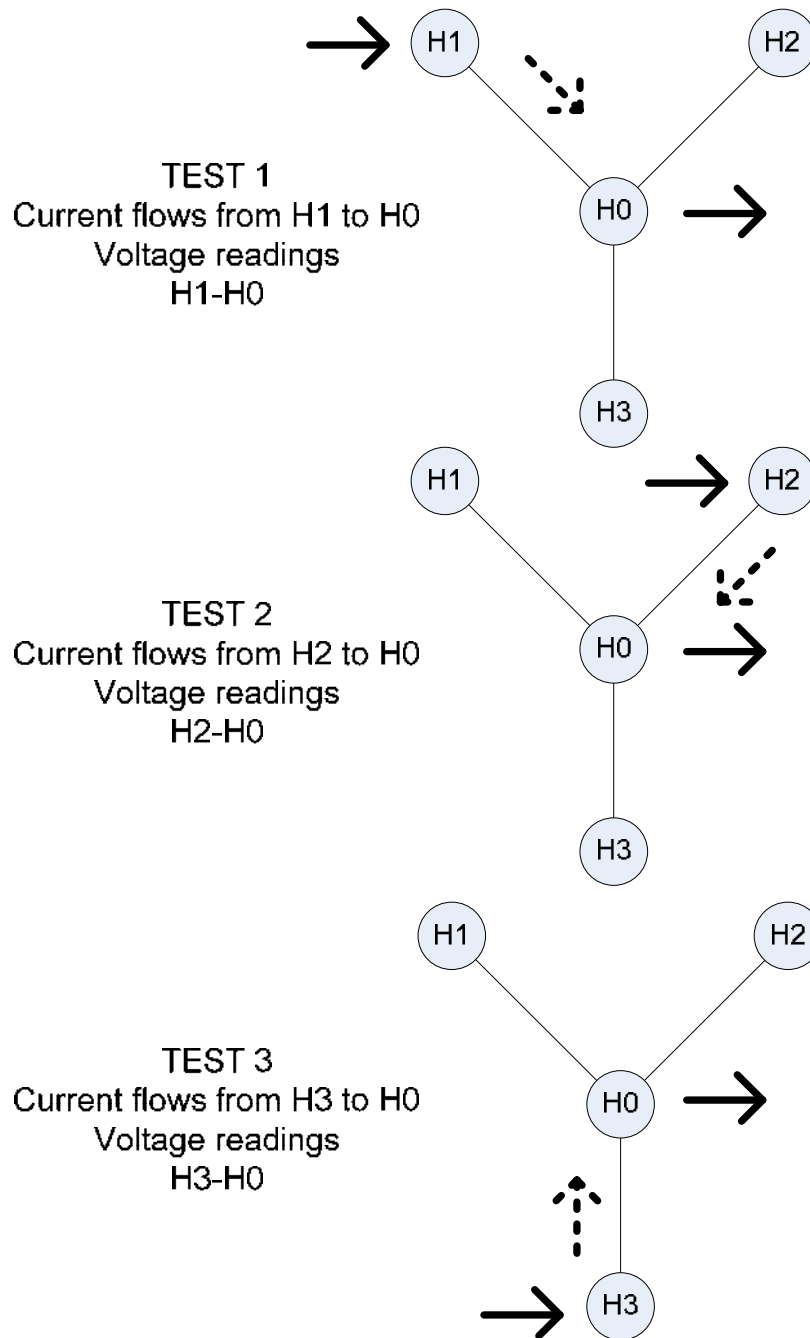 H1
H2
TEST 1
Current flows from H1 to H0
Voltage readings
H1-H0
H0
H3
H1
H2
TEST 2
Current flows from H2 to H0
Voltage readings
H2-H0
H0
H3
H1
H2
TEST 3
Current flows from H3 to H0
Voltage readings
H3-H0
H0
H3